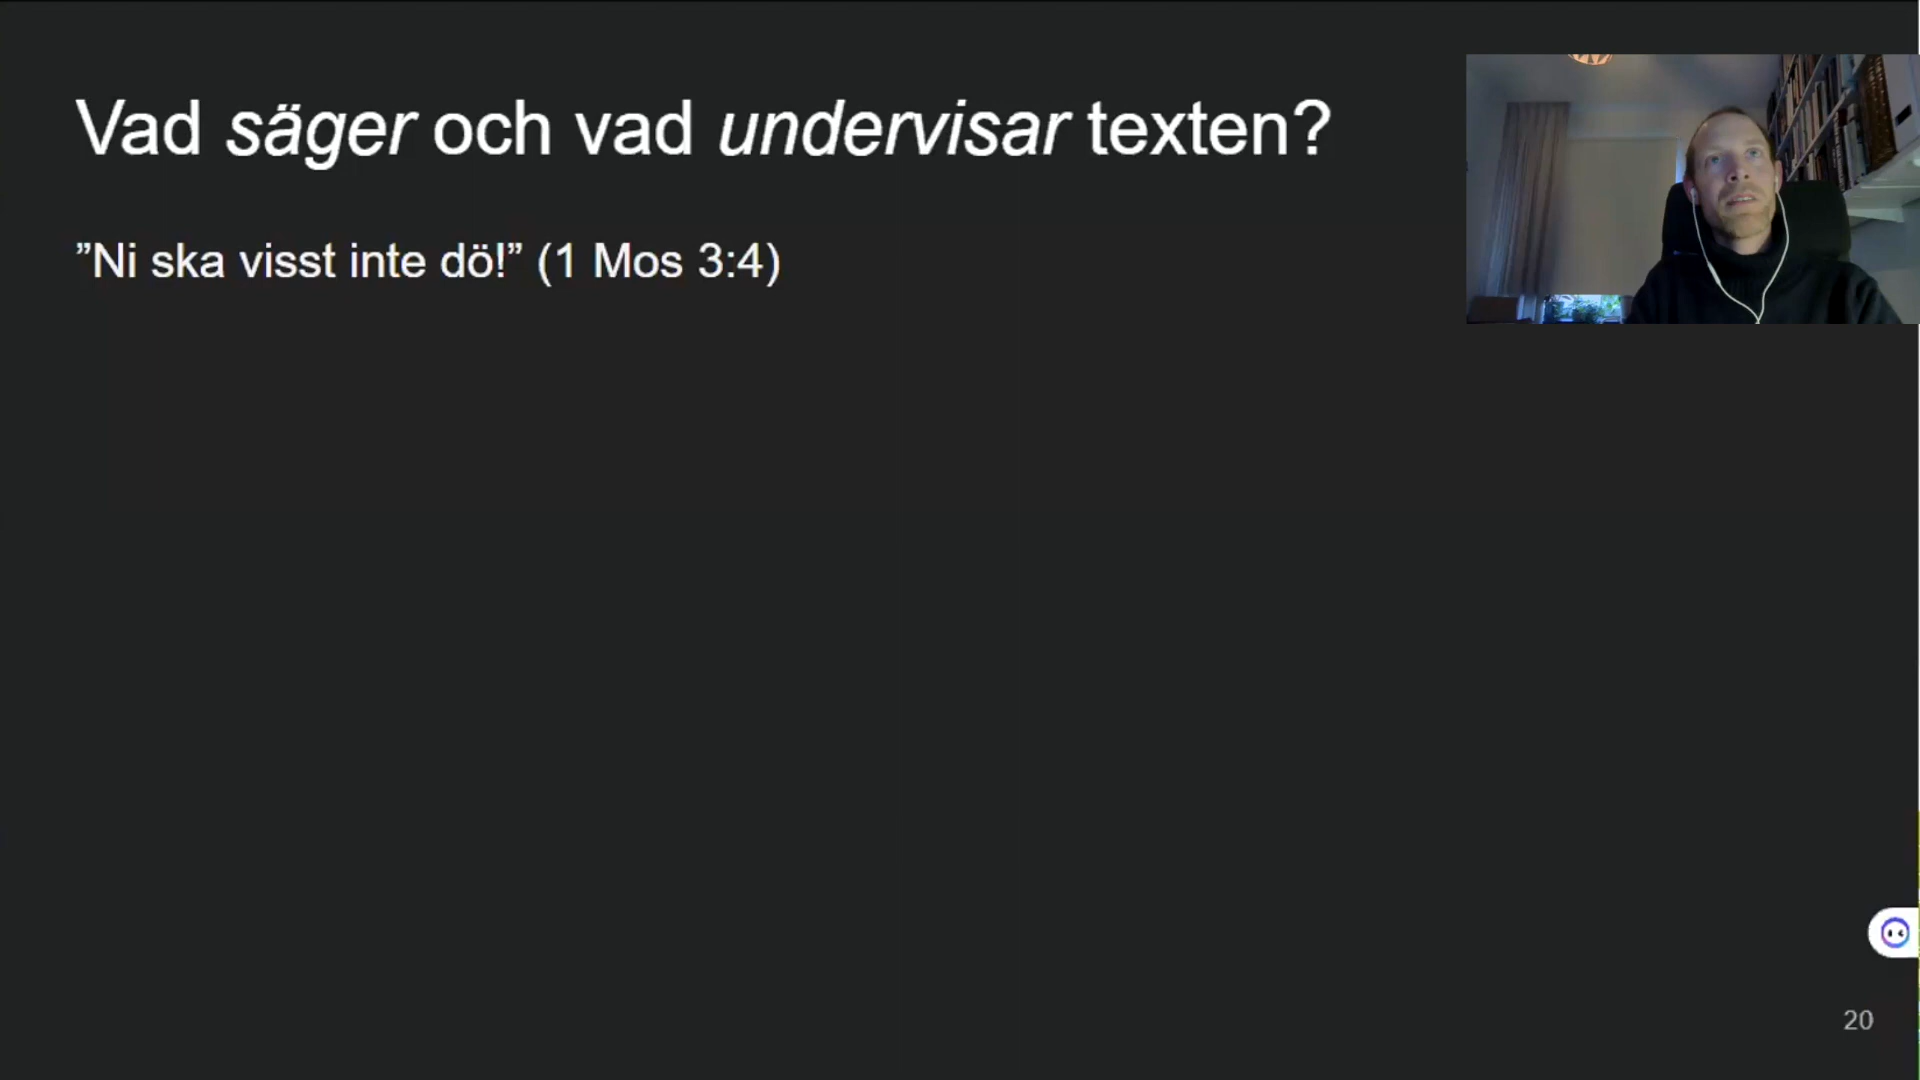 Vad säger och vad undervisar texten?
”Ni ska visst inte dö!” (1 Mos 3:4)
20